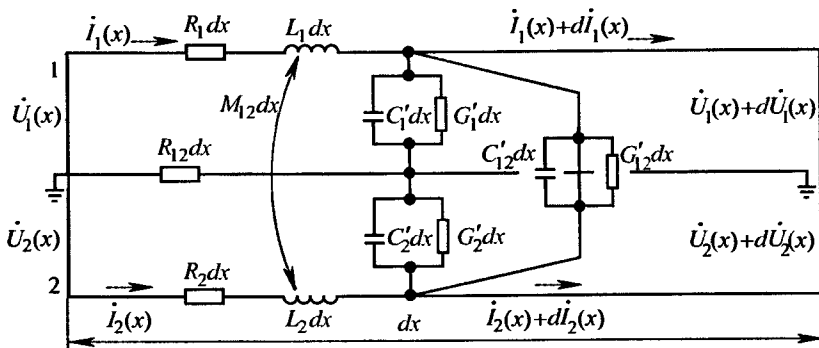 İ₁(x) R₁dx L₁dx İ₁(x)+dİ₁(x)
1
M₁₂dx C′₁dx G′₁dx
U̇₁(x) U̇₁(x)+dU̇₁(x)
R₁₂dx C′₁₂dx G′₁₂dx
U̇₂(x) C′₂dx G′₂dx U̇₂(x)+dU̇₂(x)
R₂dx
2
İ₂(x) L₂dx dx İ₂(x)+dİ₂(x)